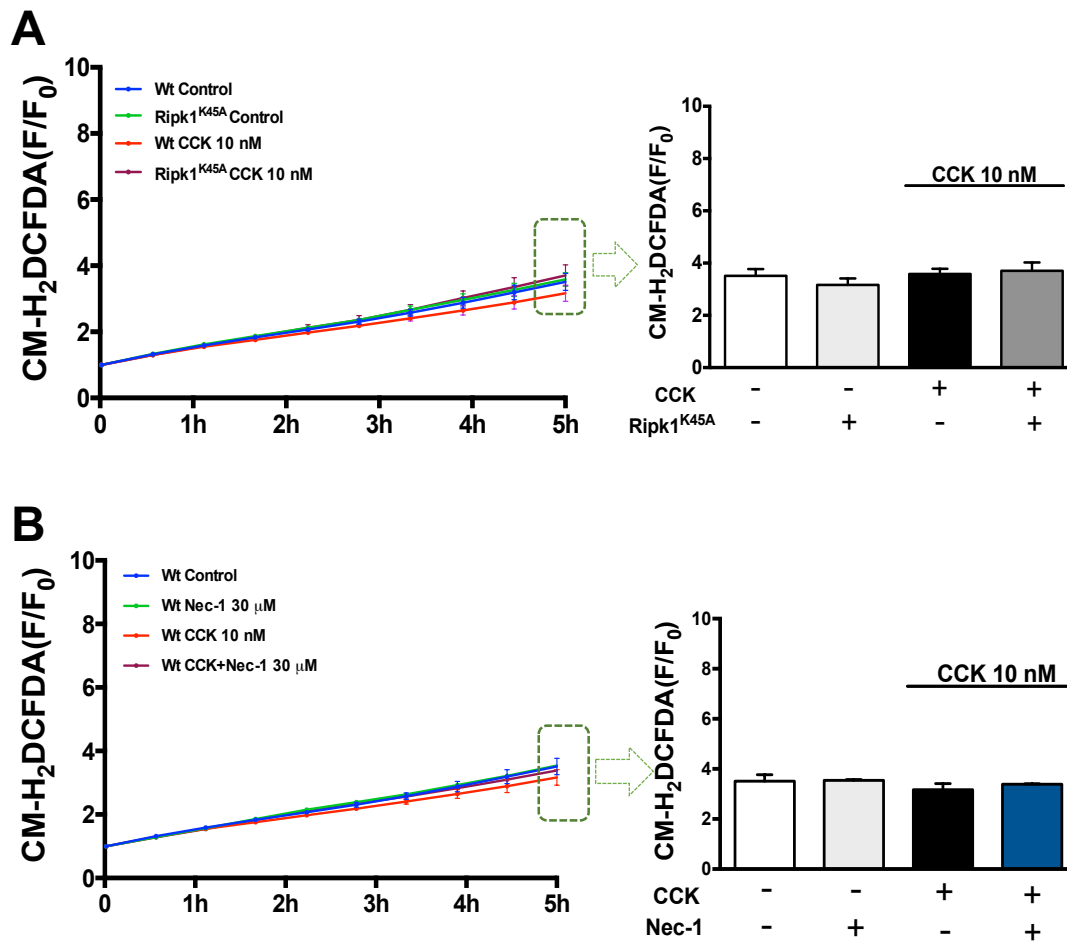 A
CM-H₂DCFDA(F/F₀)
10
8
6
4
2
0
Wt Control
Ripk1ᴷ⁴⁵ᴬ Control
Wt CCK 10 nM
Ripk1ᴷ⁴⁵ᴬ CCK 10 nM
0 1h 2h 3h 4h 5h
CM-H₂DCFDA(F/F₀)
10
8
6
4
2
0
CCK 10 nM
CCK - - + +
Ripk1ᴷ⁴⁵ᴬ - + - +
B
CM-H₂DCFDA(F/F₀)
10
8
6
4
2
0
Wt Control
Wt Nec-1 30 μM
Wt CCK 10 nM
Wt CCK+Nec-1 30 μM
0 1h 2h 3h 4h 5h
CM-H₂DCFDA(F/F₀)
10
8
6
4
2
0
CCK 10 nM
CCK - - + +
Nec-1 - + - +